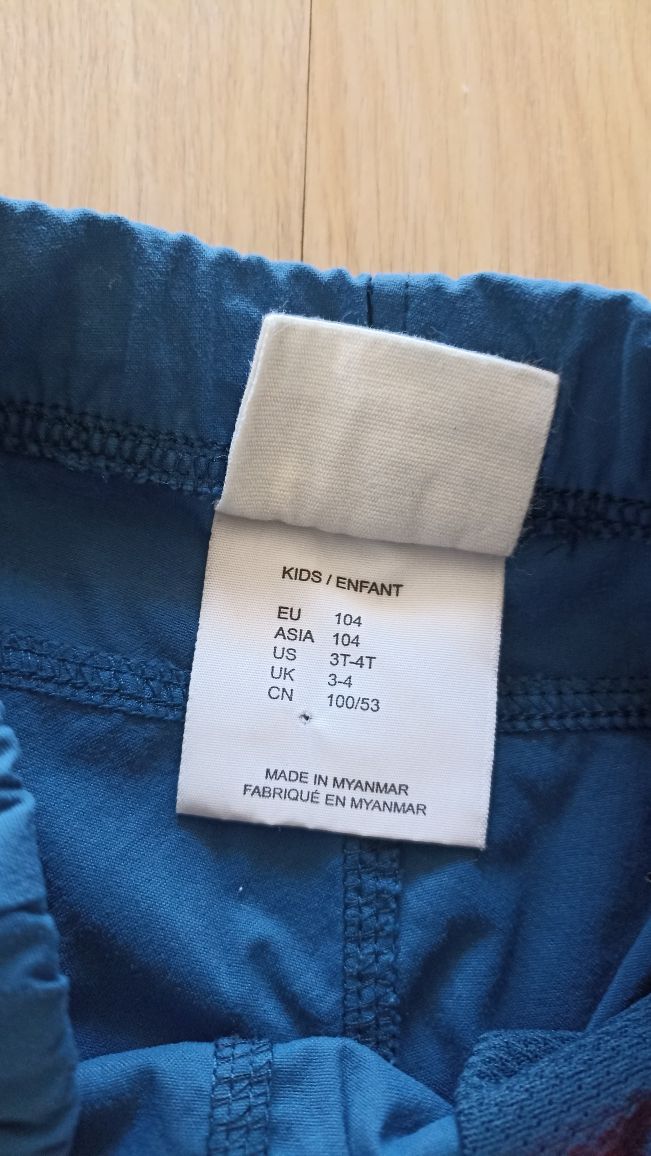 KIDS / ENFANT
EU 104
ASIA 104
US 3T-4T
UK 3-4
CN 100/53
MADE IN MYANMAR
FABRIQUÉ EN MYANMAR